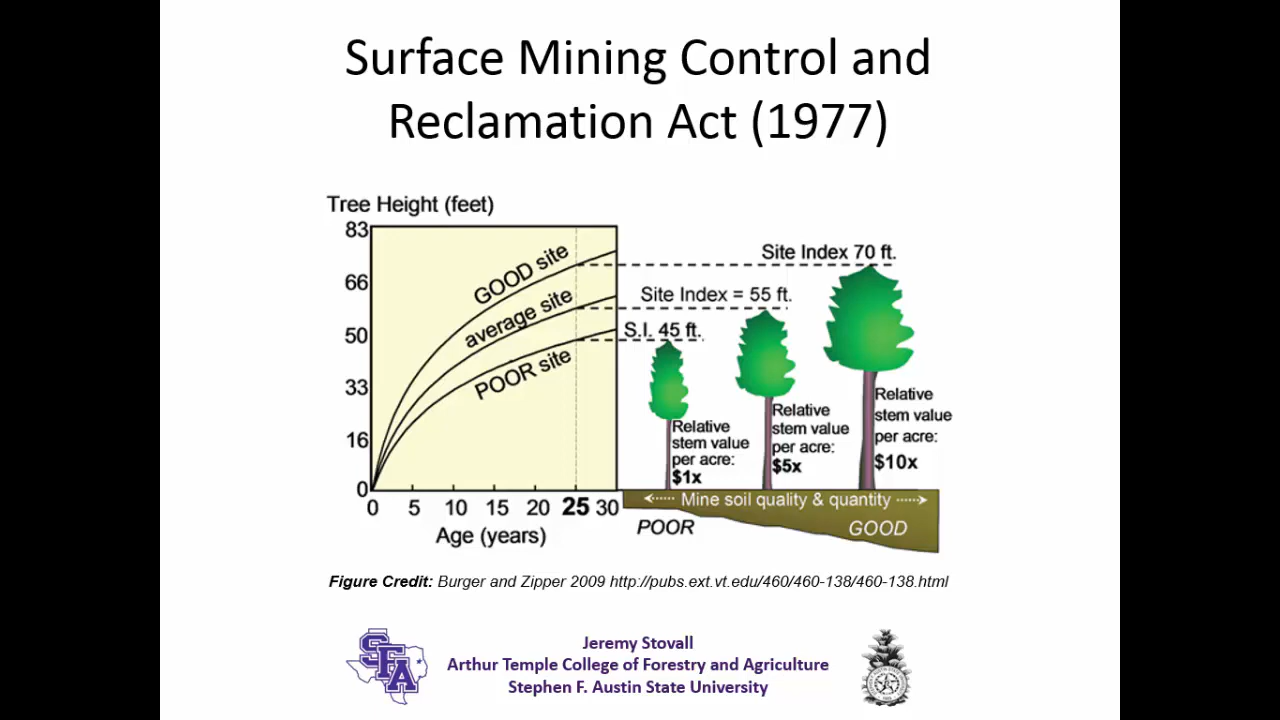 Surface Mining Control and
Reclamation Act (1977)
Tree Height (feet)
83
66
50
33
16
0
GOOD site
average site
POOR site
0 5 10 15 20 25 30
Age (years)
Site Index 70 ft.
Site Index = 55 ft.
S.I. 45 ft.
Relative
stem value
per acre:
$1x
Relative
stem value
per acre:
$5x
Relative
stem value
per acre:
$10x
Mine soil quality & quantity
POOR GOOD
Figure Credit: Burger and Zipper 2009 http://pubs.ext.vt.edu/460/460-138/460-138.html
SFA
Jeremy Stovall
Arthur Temple College of Forestry and Agriculture
Stephen F. Austin State University